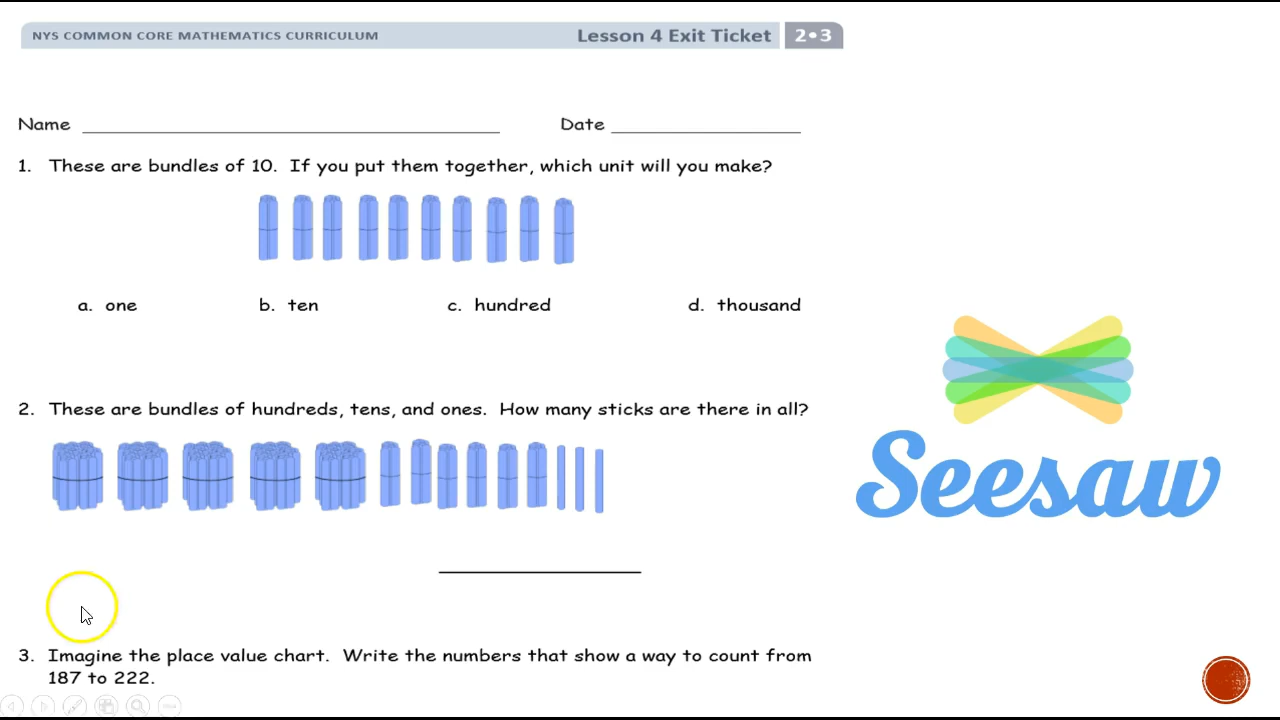 NYS COMMON CORE MATHEMATICS CURRICULUM Lesson 4 Exit Ticket 2•3
Name Date
1. These are bundles of 10. If you put them together, which unit will you make?
a. one b. ten c. hundred d. thousand
2. These are bundles of hundreds, tens, and ones. How many sticks are there in all?
Seesaw
3. Imagine the place value chart. Write the numbers that show a way to count from
187 to 222.